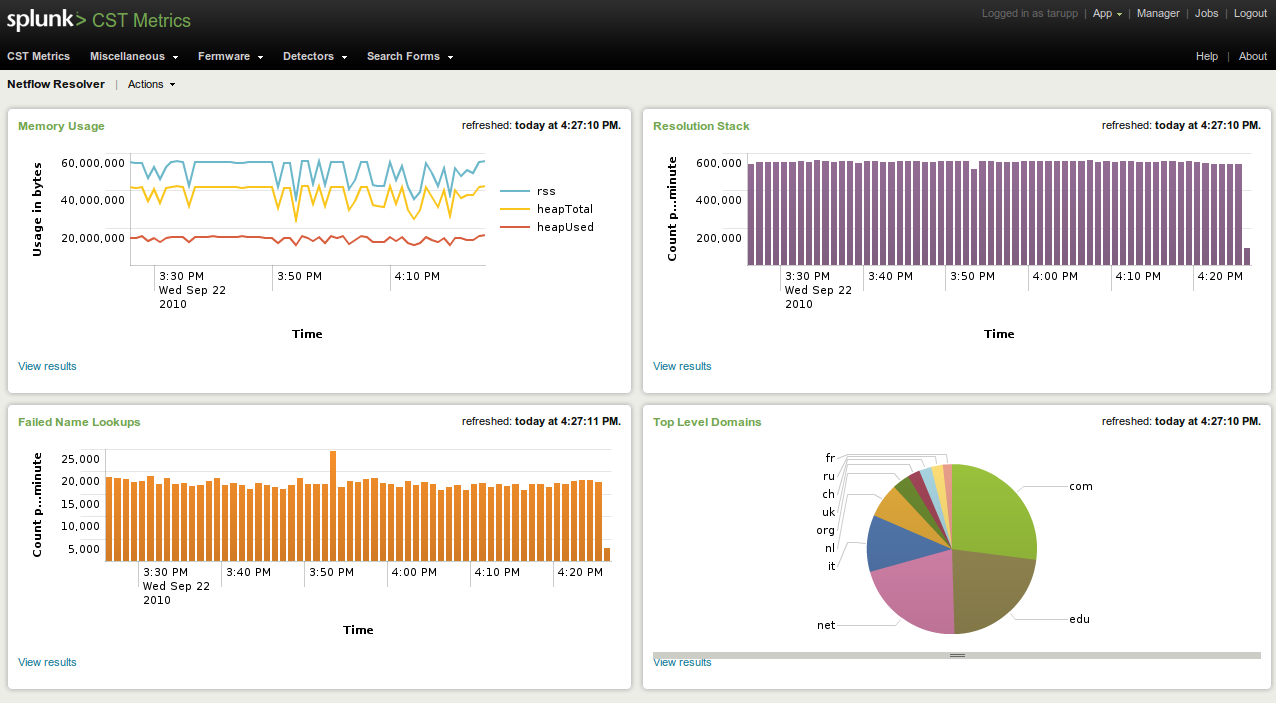 splunk> CST Metrics
Logged in as tarupp | App | Manager | Jobs | Logout
CST Metrics Miscellaneous Fermware Detectors Search Forms
Help | About
Netflow Resolver | Actions
Memory Usage
refreshed: today at 4:27:10 PM.
Usage in bytes
60,000,000
40,000,000
20,000,000
rss
heapTotal
heapUsed
3:30 PM 3:50 PM 4:10 PM
Wed Sep 22
2010
Time
View results
Resolution Stack
refreshed: today at 4:27:10 PM.
Count p...minute
600,000
400,000
200,000
3:30 PM 3:40 PM 3:50 PM 4:00 PM 4:10 PM 4:20 PM
Wed Sep 22
2010
Time
View results
Failed Name Lookups
refreshed: today at 4:27:11 PM.
Count p...minute
25,000
20,000
15,000
10,000
5,000
3:30 PM 3:40 PM 3:50 PM 4:00 PM 4:10 PM 4:20 PM
Wed Sep 22
2010
Time
View results
Top Level Domains
refreshed: today at 4:27:10 PM.
fr
ru
ch
uk
org
nl
it
net
com
edu
View results